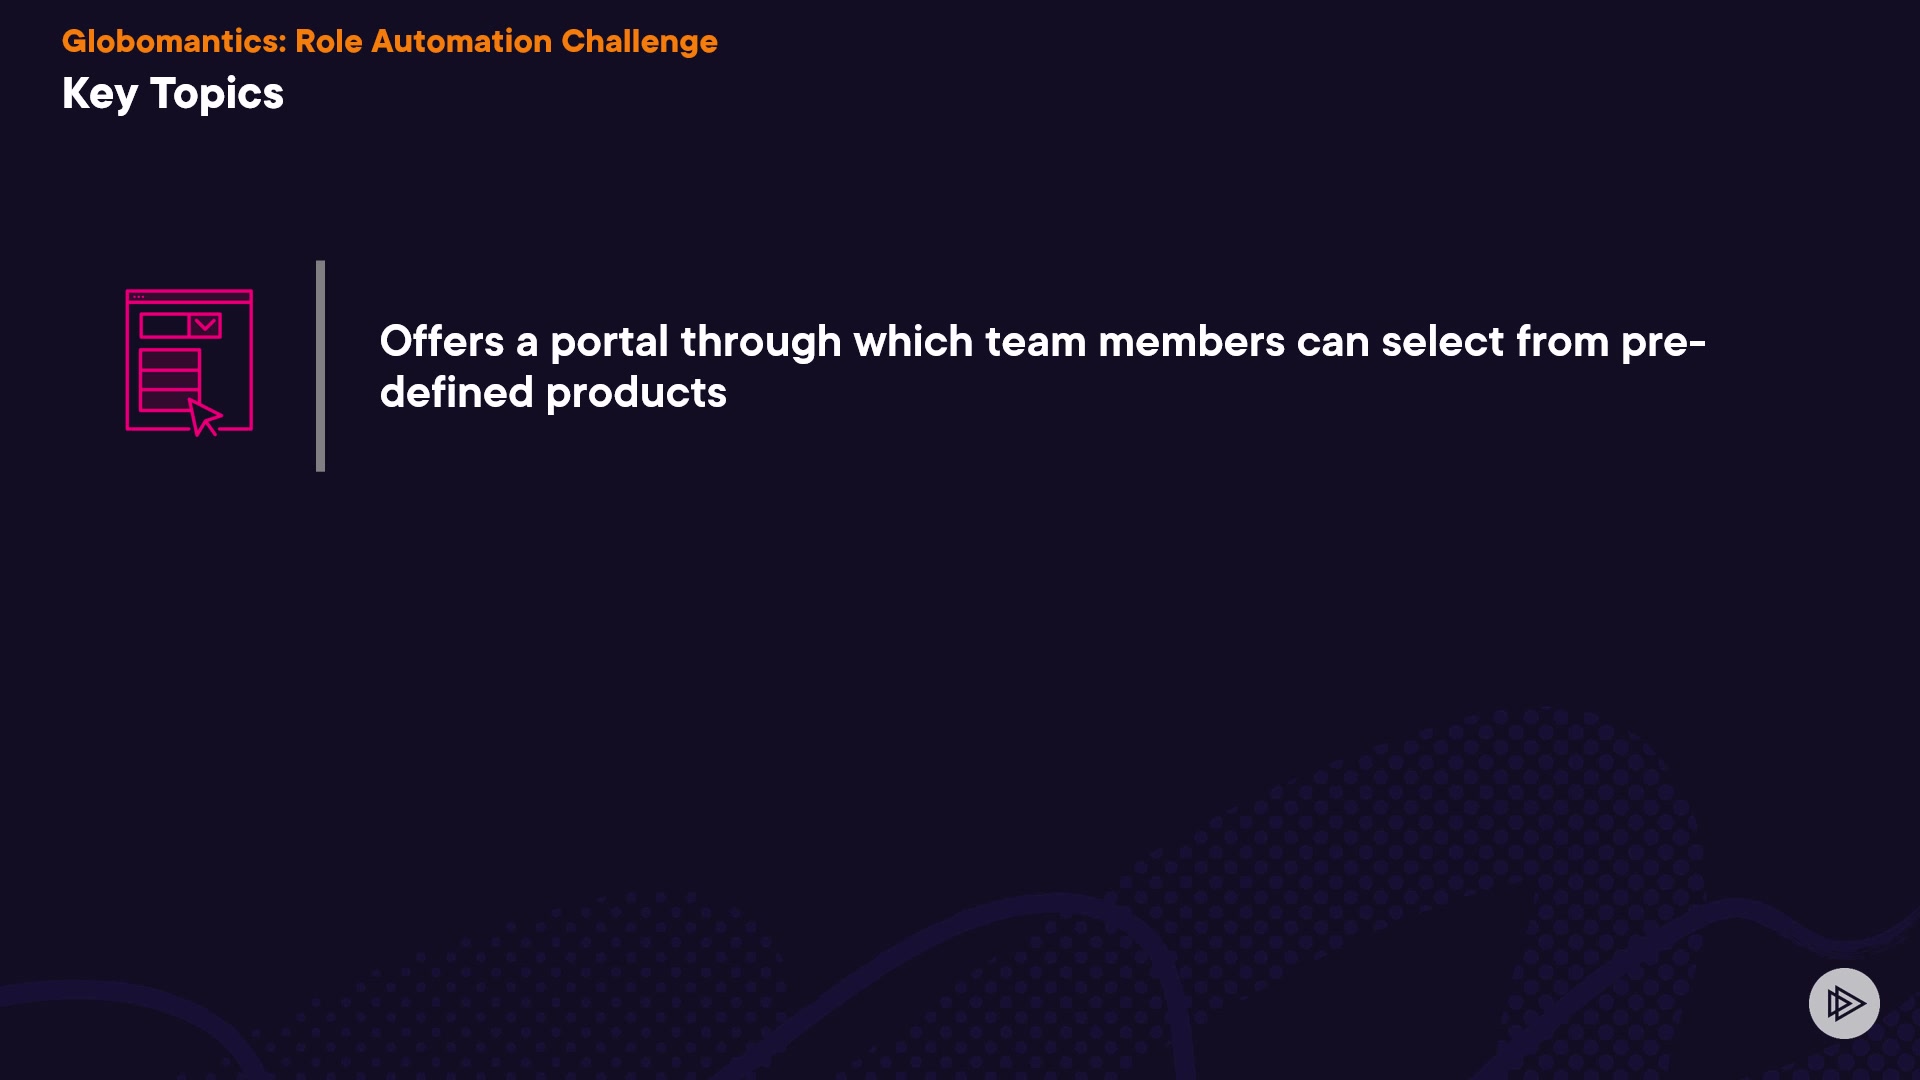 Globomantics: Role Automation Challenge
Key Topics
Offers a portal through which team members can select from pre-
defined products